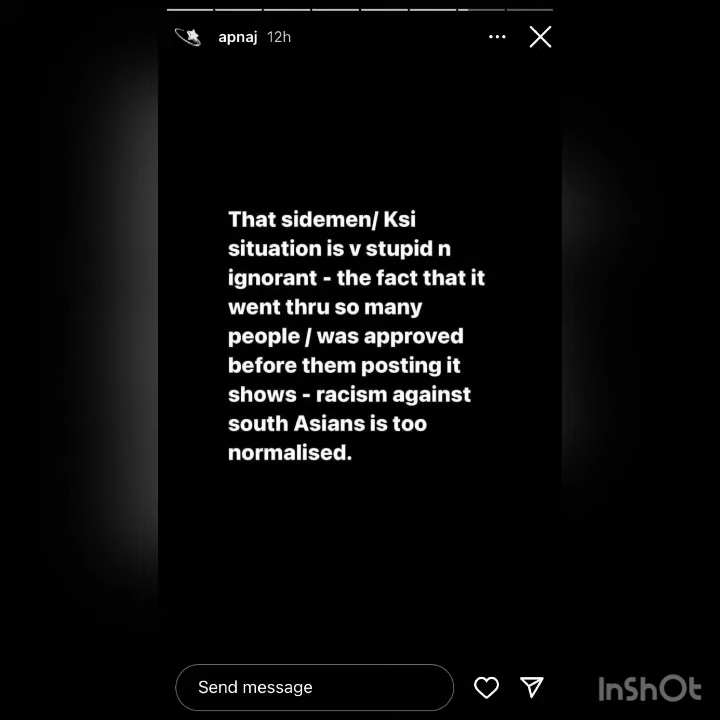 apnaj 12h
That sidemen/ Ksi
situation is v stupid n
ignorant - the fact that it
went thru so many
people / was approved
before them posting it
shows - racism against
south Asians is too
normalised.
Send message
InShOt